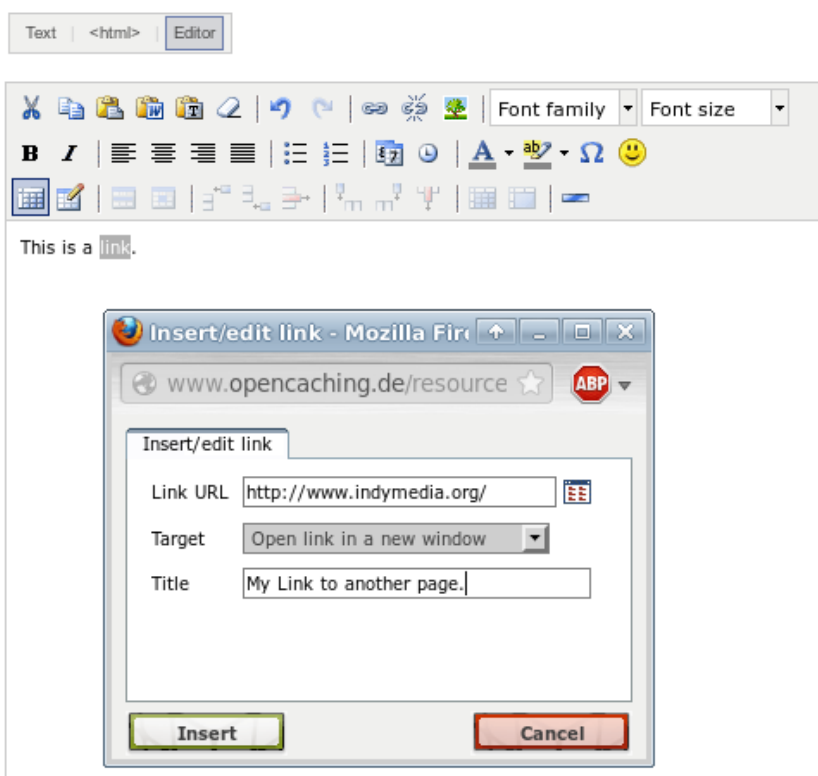 Text | <html> | Editor
Font family Font size
B I A ab Ω
This is a link.
Insert/edit link - Mozilla Fire
www.opencaching.de/resource ABP
Insert/edit link
Link URL http://www.indymedia.org/
Target Open link in a new window
Title My Link to another page.
Insert Cancel